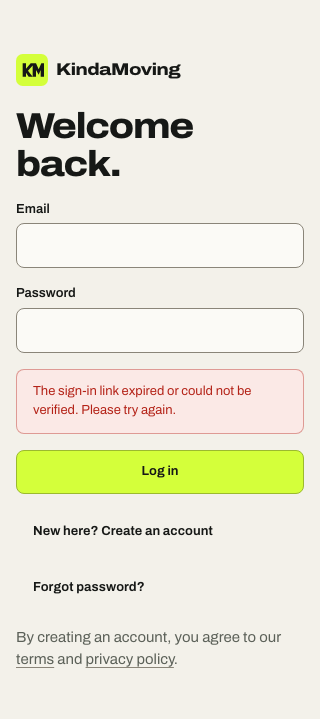 KM KindaMoving
Welcome
back.
Email
Password
The sign-in link expired or could not be
verified. Please try again.
Log in
New here? Create an account
Forgot password?
By creating an account, you agree to our
terms and privacy policy.